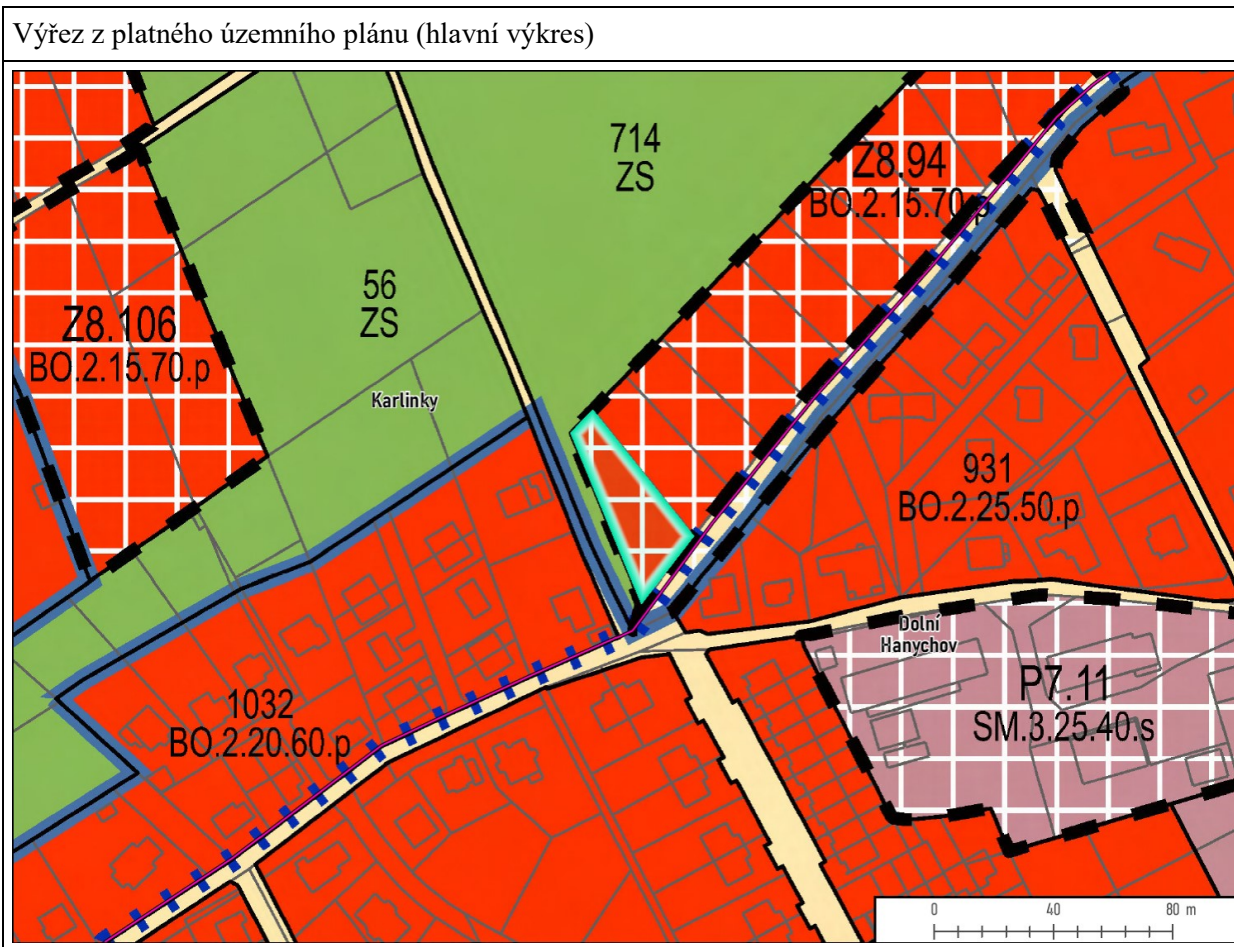 Výřez z platného územního plánu (hlavní výkres)
714
ZS
Z8.94
BO.2.15.70.p
56
ZS
Z8.106
BO.2.15.70.p
Karlinky
931
BO.2.25.50.p
Dolní
Hanychov
P7.11
SM.3.25.40.s
1032
BO.2.20.60.p
0 40 80 m